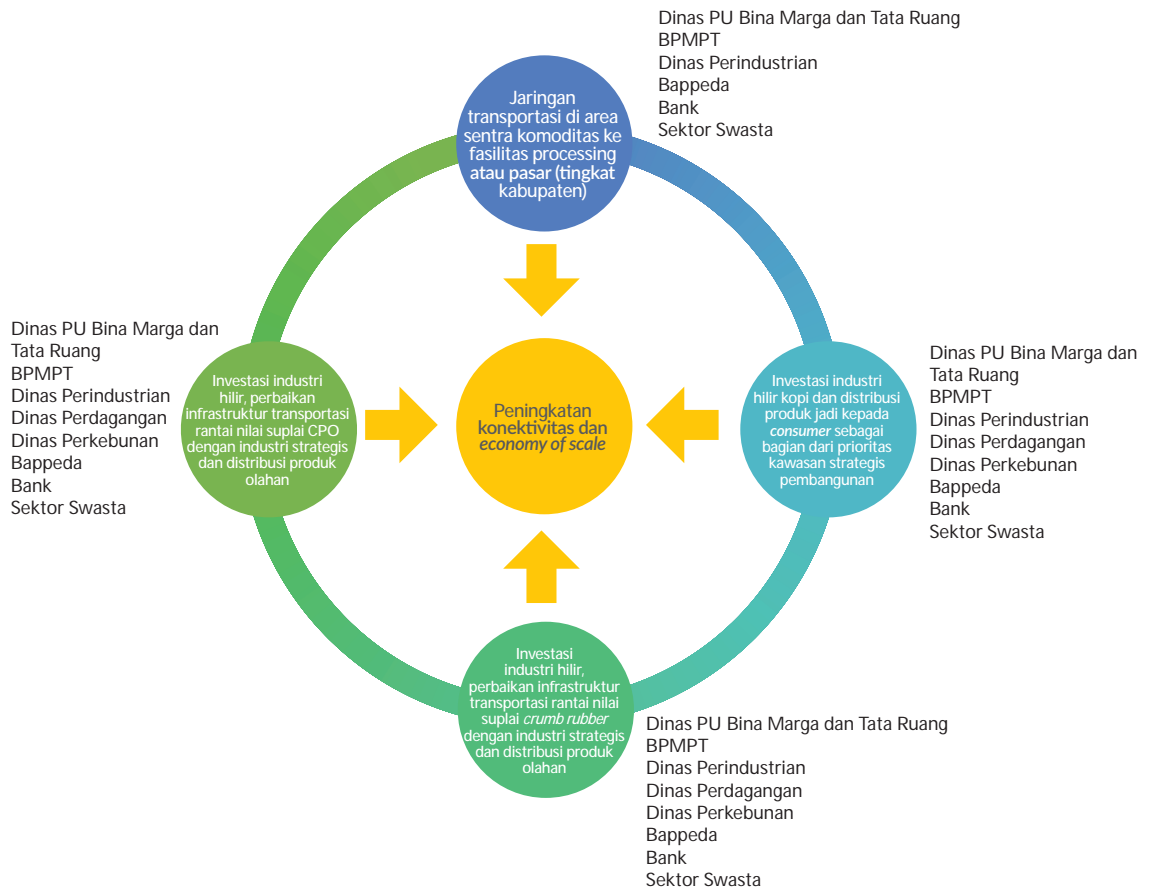 Dinas PU Bina Marga dan Tata Ruang
BPMPT
Dinas Perindustrian
Bappeda
Bank
Sektor Swasta
Jaringan
transportasi di area
sentra komoditas ke
fasilitas processing
atau pasar (tingkat
kabupaten)
Dinas PU Bina Marga dan
Tata Ruang
BPMPT
Dinas Perindustrian
Dinas Perdagangan
Dinas Perkebunan
Bappeda
Bank
Sektor Swasta
Investasi industri
hilir, perbaikan
infrastruktur transportasi
rantai nilai suplai CPO
dengan industri strategis
dan distribusi produk
olahan
Peningkatan
konektivitas dan
economy of scale
Investasi industri
hilir kopi dan distribusi
produk jadi kepada
consumer sebagai
bagian dari prioritas
kawasan strategis
pembangunan
Dinas PU Bina Marga dan
Tata Ruang
BPMPT
Dinas Perindustrian
Dinas Perdagangan
Dinas Perkebunan
Bappeda
Bank
Sektor Swasta
Investasi
industri hilir,
perbaikan infrastruktur
transportasi rantai nilai
suplai crumb rubber
dengan industri strategis
dan distribusi produk
olahan
Dinas PU Bina Marga dan Tata Ruang
BPMPT
Dinas Perindustrian
Dinas Perdagangan
Dinas Perkebunan
Bappeda
Bank
Sektor Swasta